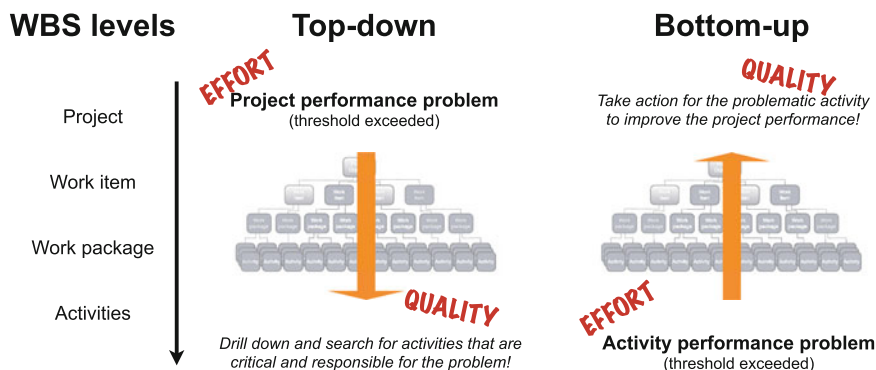 WBS levels
Top-down
Bottom-up
EFFORT
QUALITY
Project performance problem
(threshold exceeded)
Take action for the problematic activity
to improve the project performance!
Project
Work item
Work package
Activities
QUALITY
EFFORT
Drill down and search for activities that are
critical and responsible for the problem!
Activity performance problem
(threshold exceeded)